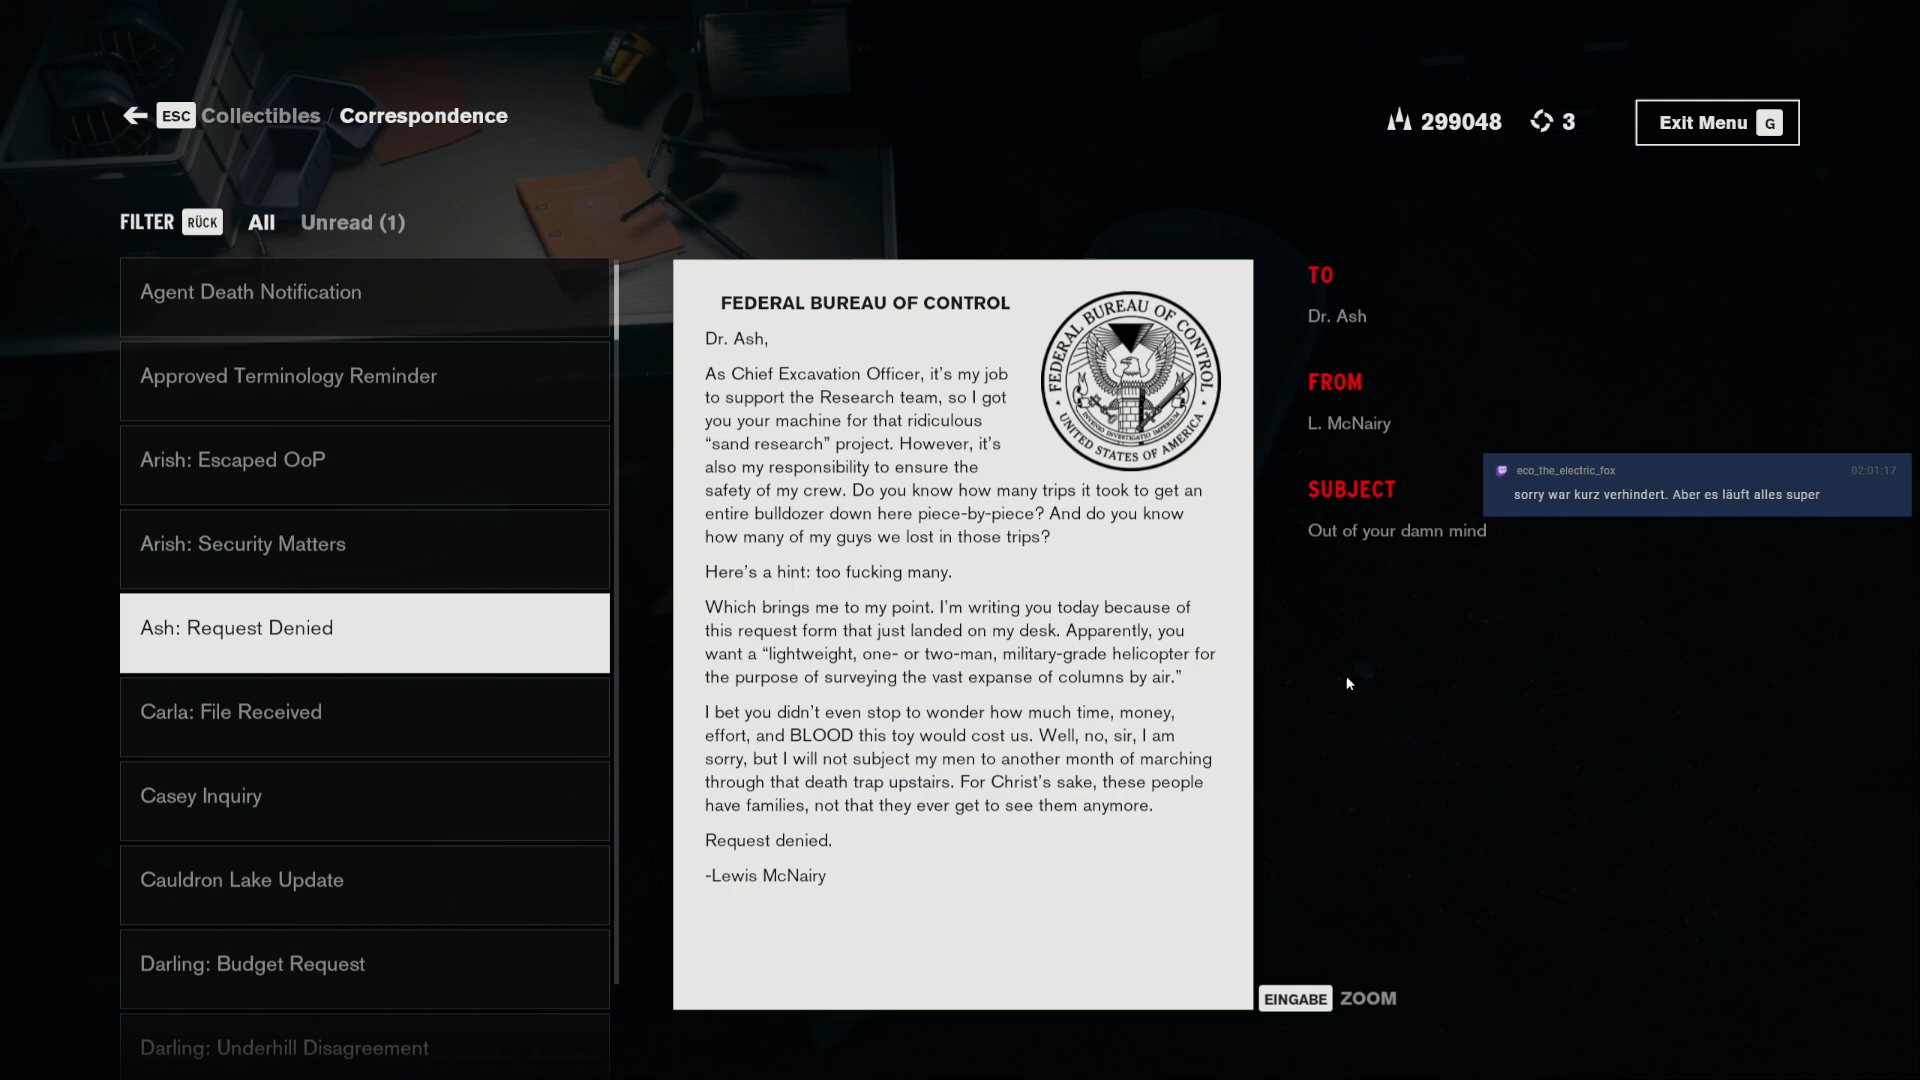 ESC Collectibles / Correspondence
299048 3 Exit Menu G
FILTER RÜCK All Unread (1)
Agent Death Notification
Approved Terminology Reminder
Arish: Escaped OoP
Arish: Security Matters
Ash: Request Denied
Carla: File Received
Casey Inquiry
Cauldron Lake Update
Darling: Budget Request
Darling: Underhill Disagreement
FEDERAL BUREAU OF CONTROL
FEDERAL BUREAU OF CONTROL
INVENIO INVESTIGATIO IMPERIUM
UNITED STATES OF AMERICA
Dr. Ash,
As Chief Excavation Officer, it's my job
to support the Research team, so I got
you your machine for that ridiculous
“sand research” project. However, it's
also my responsibility to ensure the
safety of my crew. Do you know how many trips it took to get an
entire bulldozer down here piece-by-piece? And do you know
how many of my guys we lost in those trips?
Here's a hint: too fucking many.
Which brings me to my point. I'm writing you today because of
this request form that just landed on my desk. Apparently, you
want a “lightweight, one- or two-man, military-grade helicopter for
the purpose of surveying the vast expanse of columns by air.”
I bet you didn't even stop to wonder how much time, money,
effort, and BLOOD this toy would cost us. Well, no, sir, I am
sorry, but I will not subject my men to another month of marching
through that death trap upstairs. For Christ's sake, these people
have families, not that they ever get to see them anymore.
Request denied.
-Lewis McNairy
TO
Dr. Ash
FROM
L. McNairy
SUBJECT
Out of your damn mind
eco_the_electric_fox 02:01:17
sorry war kurz verhindert. Aber es läuft alles super
EINGABE ZOOM